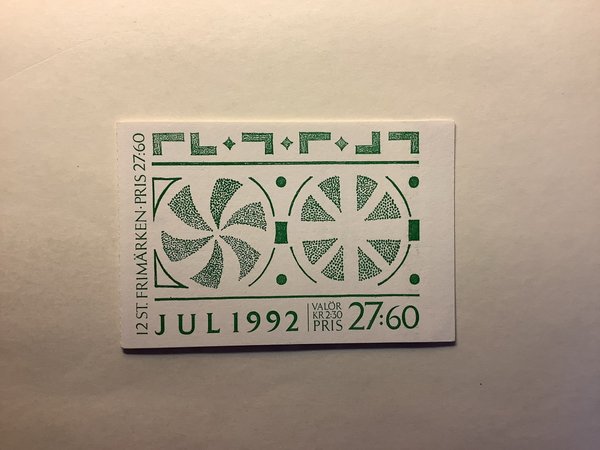 12 ST. FRIMÄRKEN · PRIS 27:60
JUL 1992
VALÖR
KR 2:30
PRIS
27:60